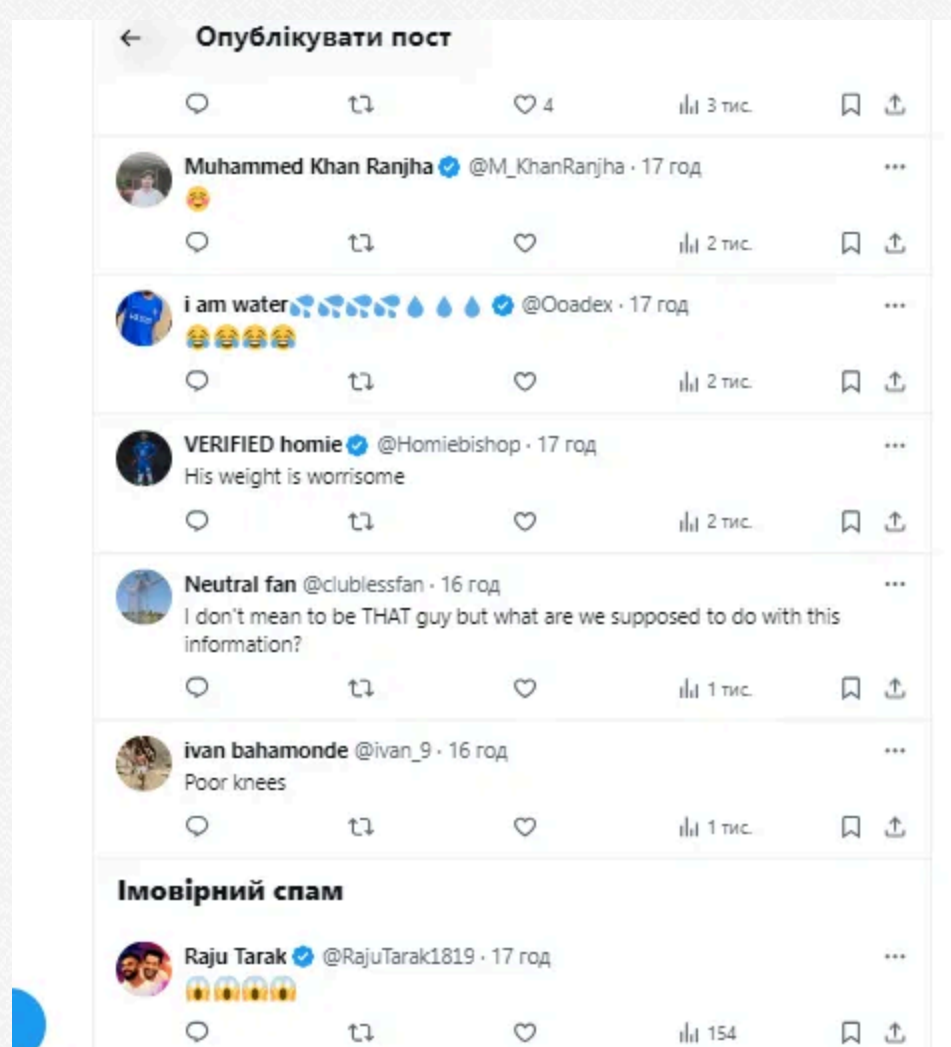 Опублікувати пост
4 3 тис.
Muhammed Khan Ranjha @M_KhanRanjha · 17 год
☺️
2 тис.
i am water💦💦💦💦💧💧💧 @Ooadex · 17 год
😂😂😂😂
2 тис.
VERIFIED homie @Homiebishop · 17 год
His weight is worrisome
2 тис.
Neutral fan @clublessfan · 16 год
I don't mean to be THAT guy but what are we supposed to do with this
information?
1 тис.
ivan bahamonde @ivan_9 · 16 год
Poor knees
1 тис.
Імовірний спам
Raju Tarak @RajuTarak1819 · 17 год
😱😱😱😱
154